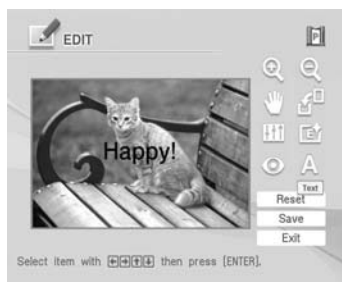 EDIT
P
Happy!
A
Text
Reset
Save
Exit
Select item with ←→↑↓ then press [ENTER].